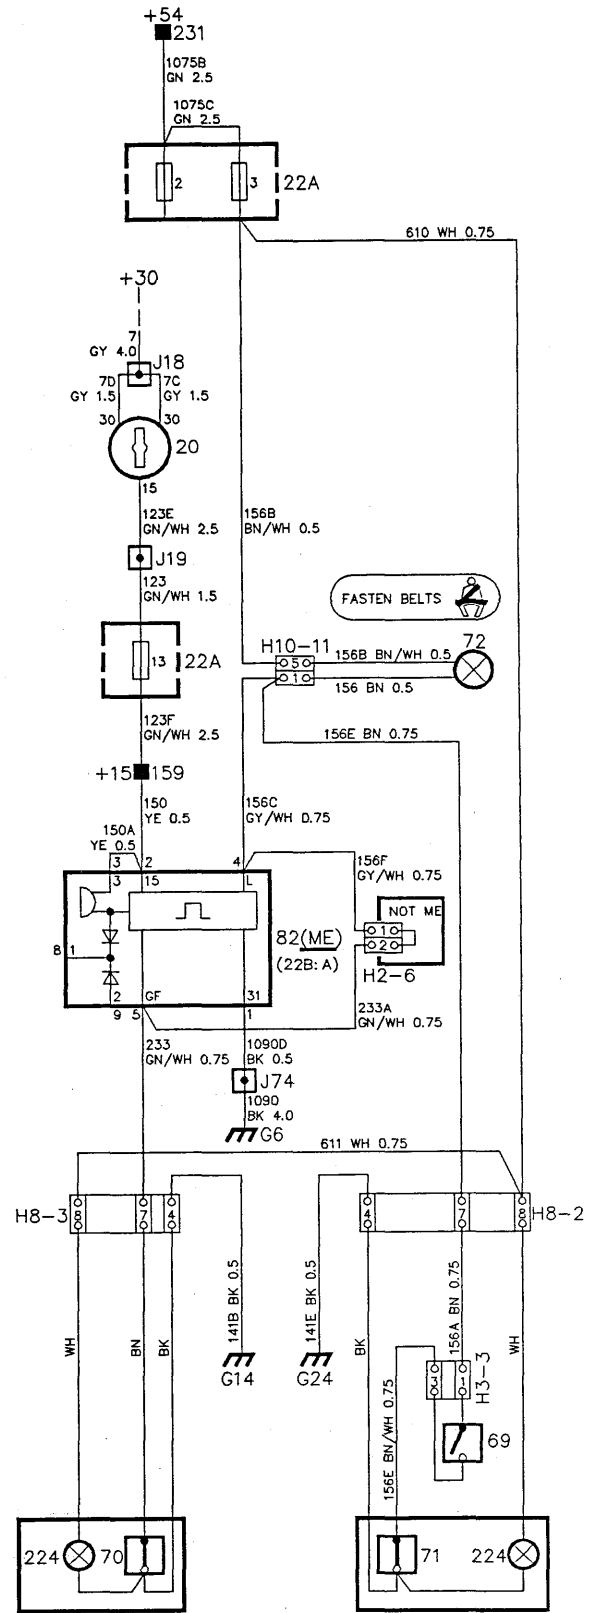 +54
231
1075B
GN 2.5
1075C
GN 2.5
2
3
22A
610 WH 0.75
+30
7
GY 4.0
J18
7D
GY 1.5
7C
GY 1.5
30
30
20
15
123E
GN/WH 2.5
156B
BN/WH 0.5
J19
123
GN/WH 1.5
FASTEN BELTS
H10-11
72
5
156B BN/WH 0.5
1
156 BN 0.5
13
22A
123F
GN/WH 2.5
156E BN 0.75
+15
159
150
YE 0.5
156C
GY/WH 0.75
150A
YE 0.5
3
2
4
156F
GY/WH 0.75
3
15
L
NOT ME
1
82(ME)
2
8
1
(22B:A)
H2-6
2
GF
31
9
5
1
233A
GN/WH 0.75
233
GN/WH 0.75
1090D
BK 0.5
J74
1090
BK 4.0
G6
611 WH 0.75
H8-3
8
7
4
4
7
8
H8-2
141B BK 0.5
141E BK 0.5
156A BN 0.75
WH
BN
BK
BK
WH
G14
G24
3
1
H3-3
156E BN/WH 0.75
69
224
70
71
224